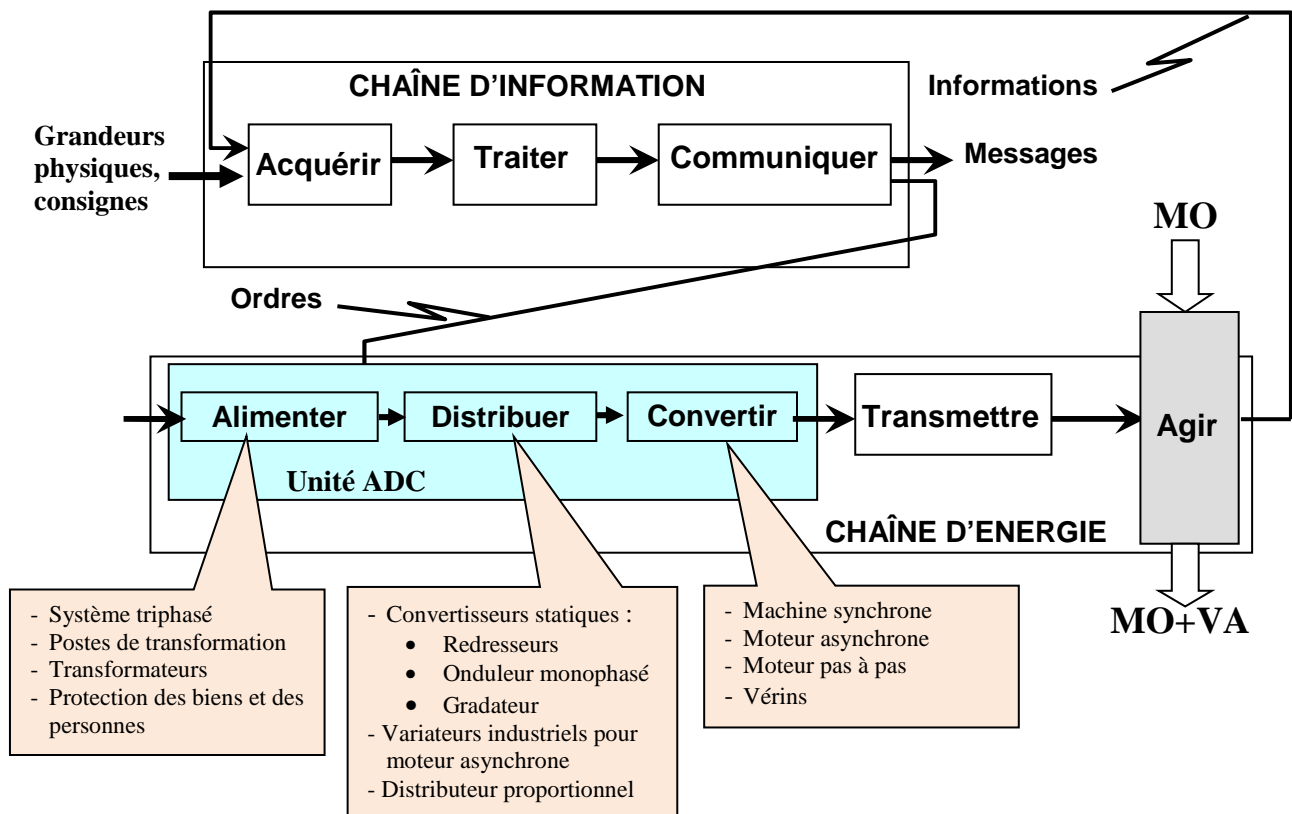 CHAÎNE D'INFORMATION
Informations
Grandeurs
physiques,
consignes
Acquérir
Traiter
Communiquer
Messages
MO
Ordres
Alimenter
Distribuer
Convertir
Transmettre
Agir
Unité ADC
CHAÎNE D'ENERGIE
- Système triphasé
- Postes de transformation
- Transformateurs
- Protection des biens et des
personnes
- Convertisseurs statiques :
• Redresseurs
• Onduleur monophasé
• Gradateur
- Variateurs industriels pour
moteur asynchrone
- Distributeur proportionnel
- Machine synchrone
- Moteur asynchrone
- Moteur pas à pas
- Vérins
MO+VA